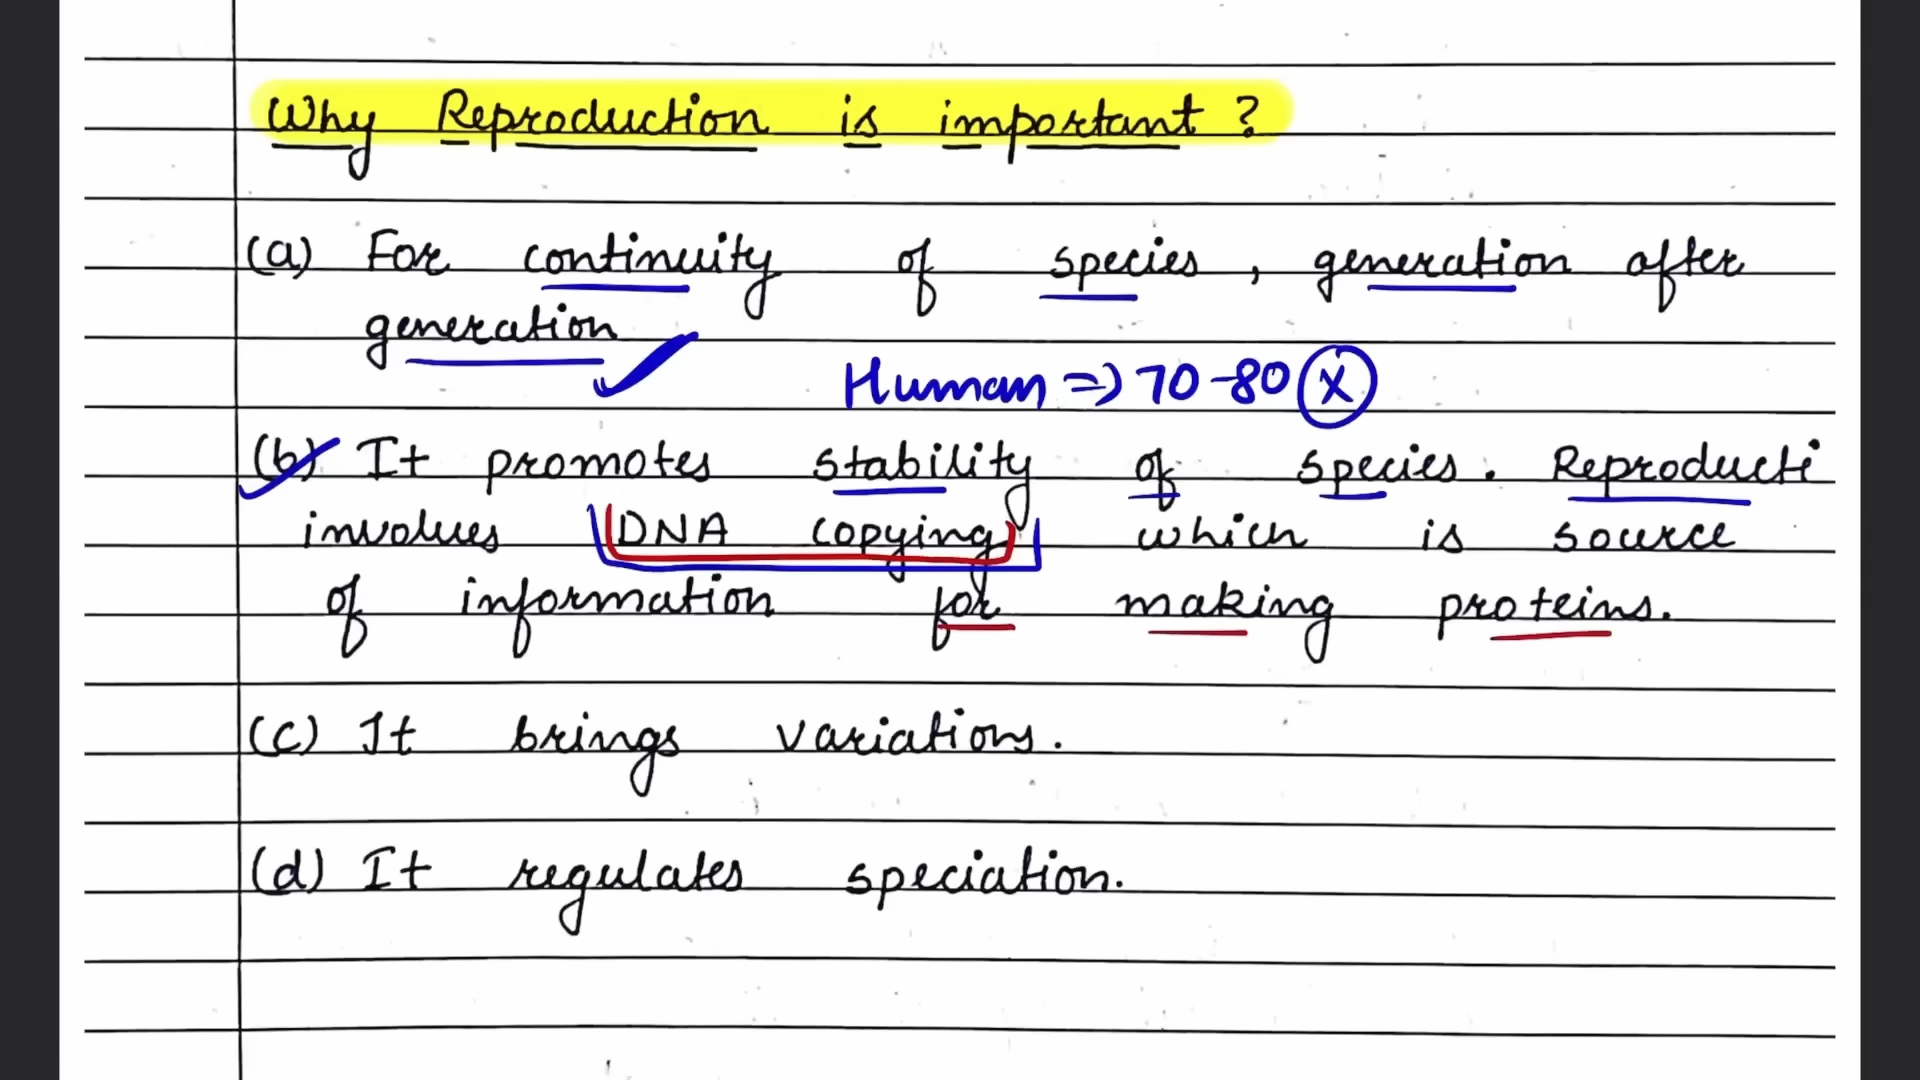 Why Reproduction is important ?
(a) For continuity of species , generation after
generation
Human => 70-80 X
(b) It promotes stability of species. Reproducti
involves DNA copying which is source
of information for making proteins.
(c) It brings variations.
(d) It regulates speciation.